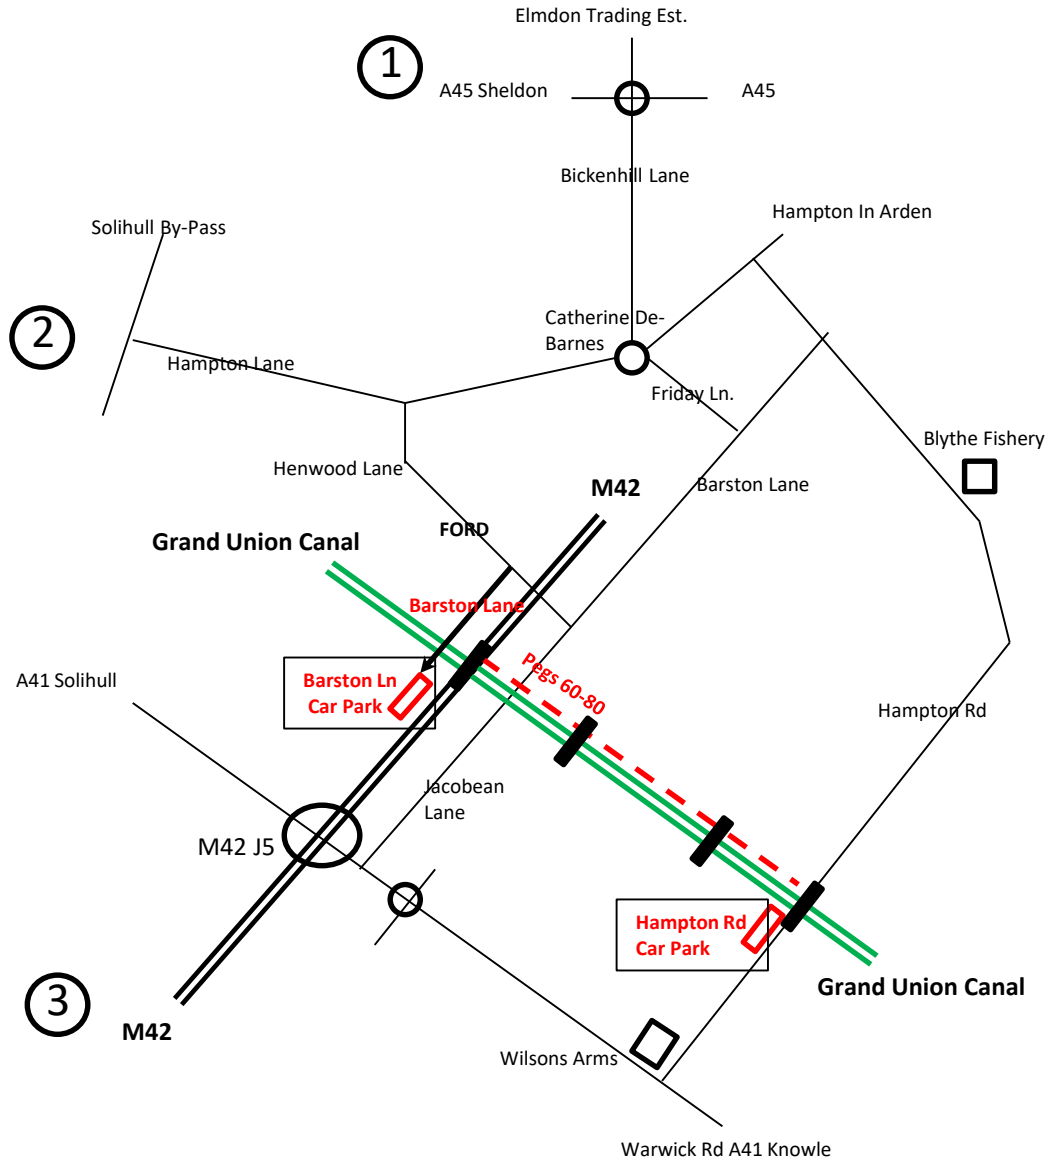 Elmdon Trading Est.
1
A45 Sheldon
A45
Bickenhill Lane
Hampton In Arden
Solihull By-Pass
2
Catherine De-
Barnes
Hampton Lane
Friday Ln.
Blythe Fishery
Henwood Lane
Barston Lane
M42
FORD
Grand Union Canal
Barston Lane
Pegs 60-80
A41 Solihull
Barston Ln
Car Park
Hampton Rd
Jacobean
Lane
M42 J5
Hampton Rd
Car Park
Grand Union Canal
3
M42
Wilsons Arms
Warwick Rd A41 Knowle